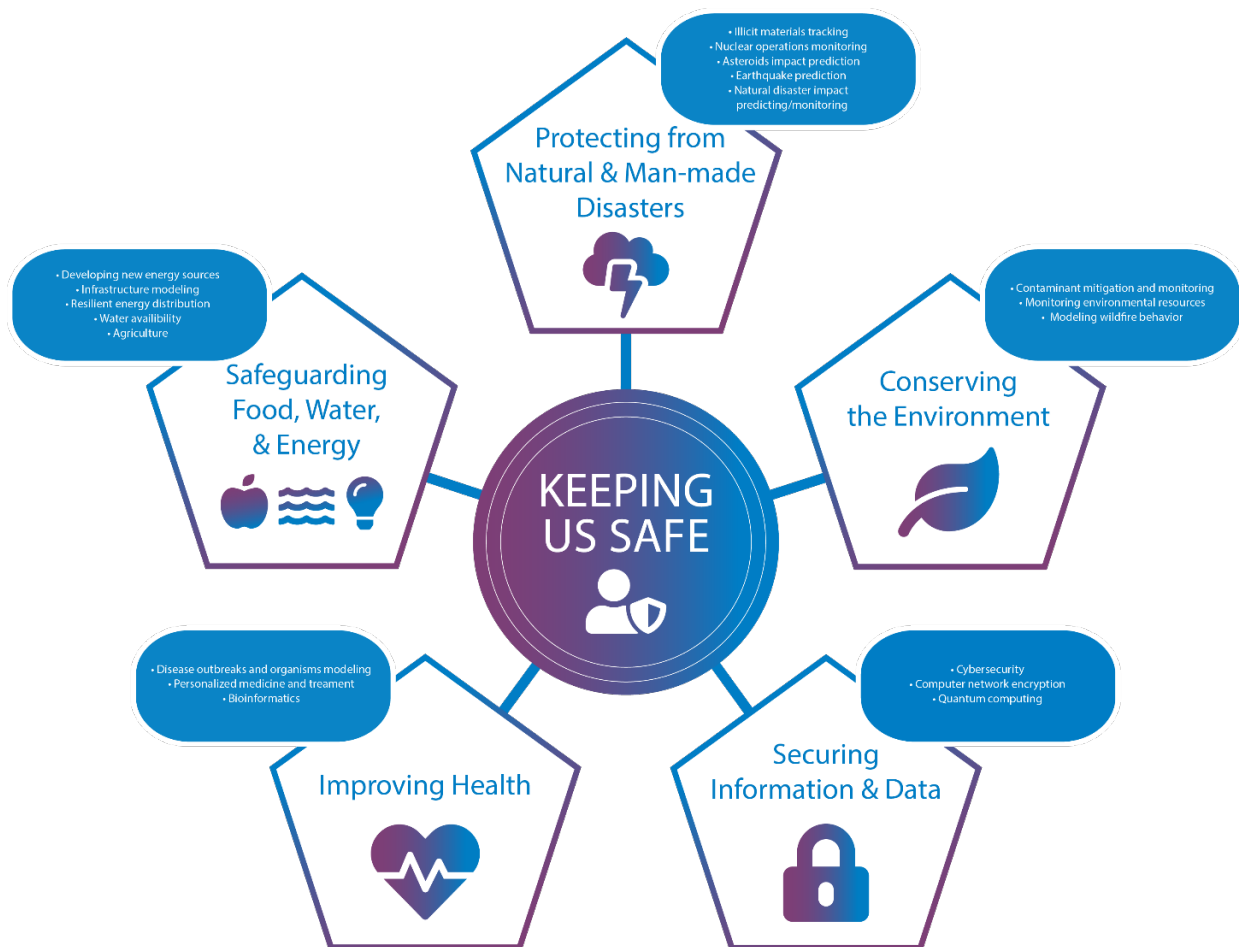 • Illicit materials tracking
• Nuclear operations monitoring
• Asteroids impact prediction
• Earthquake prediction
• Natural disaster impact
predicting/monitoring
Protecting from
Natural & Man-made
Disasters
• Developing new energy sources
• Infrastructure modeling
• Resilient energy distribution
• Water availibility
• Agriculture
Safeguarding
Food, Water,
& Energy
• Contaminant mitigation and monitoring
• Monitoring environmental resources
• Modeling wildfire behavior
Conserving
the Environment
KEEPING
US SAFE
• Disease outbreaks and organisms modeling
• Personalized medicine and treament
• Bioinformatics
Improving Health
• Cybersecurity
• Computer network encryption
• Quantum computing
Securing
Information & Data